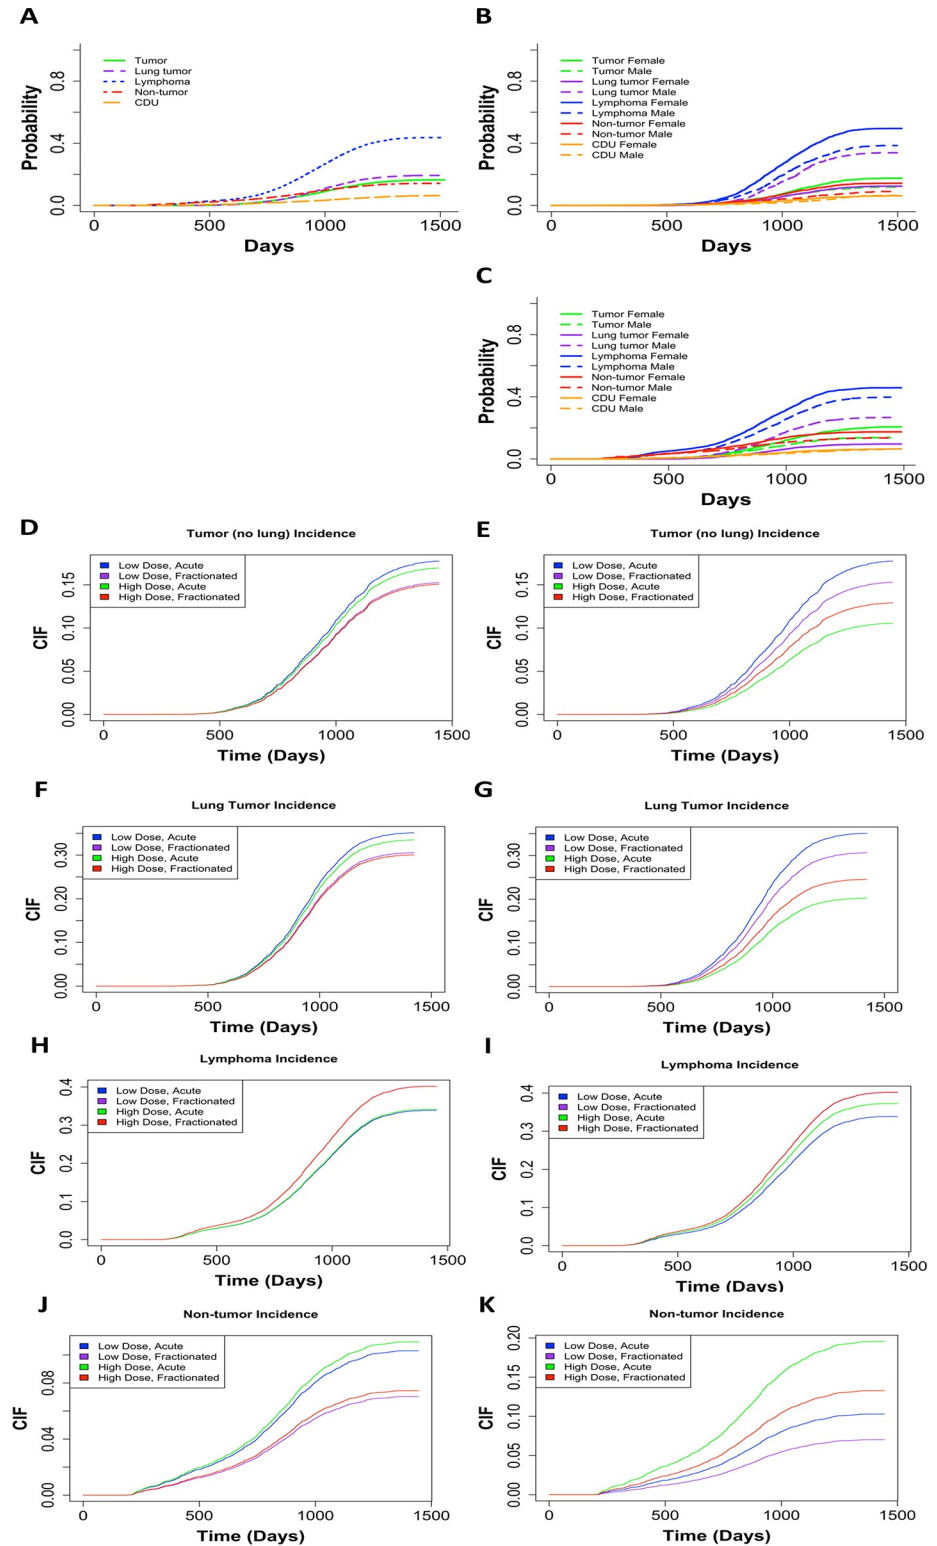 A
Probability
0.8
0.4
0.0
Tumor
Lung tumor
Lymphoma
Non-tumor
CDU
0 500 1000 1500
Days
B
Probability
0.8
0.4
0.0
Tumor Female
Tumor Male
Lung tumor Female
Lung tumor Male
Lymphoma Female
Lymphoma Male
Non-tumor Female
Non-tumor Male
CDU Female
CDU Male
0 500 1000 1500
Days
C
Probability
0.8
0.4
0.0
Tumor Female
Tumor Male
Lung tumor Female
Lung tumor Male
Lymphoma Female
Lymphoma Male
Non-tumor Female
Non-tumor Male
CDU Female
CDU Male
0 500 1000 1500
Days
D
Tumor (no lung) Incidence
CIF
0.15
0.10
0.05
0.00
Low Dose, Acute
Low Dose, Fractionated
High Dose, Acute
High Dose, Fractionated
0 500 1000 1500
Time (Days)
E
Tumor (no lung) Incidence
CIF
0.15
0.10
0.05
0.00
Low Dose, Acute
Low Dose, Fractionated
High Dose, Acute
High Dose, Fractionated
0 500 1000 1500
Time (Days)
F
Lung Tumor Incidence
CIF
0.30
0.20
0.10
0.00
Low Dose, Acute
Low Dose, Fractionated
High Dose, Acute
High Dose, Fractionated
0 500 1000 1500
Time (Days)
G
Lung Tumor Incidence
CIF
0.30
0.20
0.10
0.00
Low Dose, Acute
Low Dose, Fractionated
High Dose, Acute
High Dose, Fractionated
0 500 1000 1500
Time (Days)
H
Lymphoma Incidence
CIF
0.4
0.3
0.2
0.1
0.0
Low Dose, Acute
Low Dose, Fractionated
High Dose, Acute
High Dose, Fractionated
0 500 1000 1500
Time (Days)
I
Lymphoma Incidence
CIF
0.4
0.3
0.2
0.1
0.0
Low Dose, Acute
Low Dose, Fractionated
High Dose, Acute
High Dose, Fractionated
0 500 1000 1500
Time (Days)
J
Non-tumor Incidence
CIF
0.08
0.04
0.00
Low Dose, Acute
Low Dose, Fractionated
High Dose, Acute
High Dose, Fractionated
0 500 1000 1500
Time (Days)
K
Non-tumor Incidence
CIF
0.20
0.15
0.10
0.05
0.00
Low Dose, Acute
Low Dose, Fractionated
High Dose, Acute
High Dose, Fractionated
0 500 1000 1500
Time (Days)